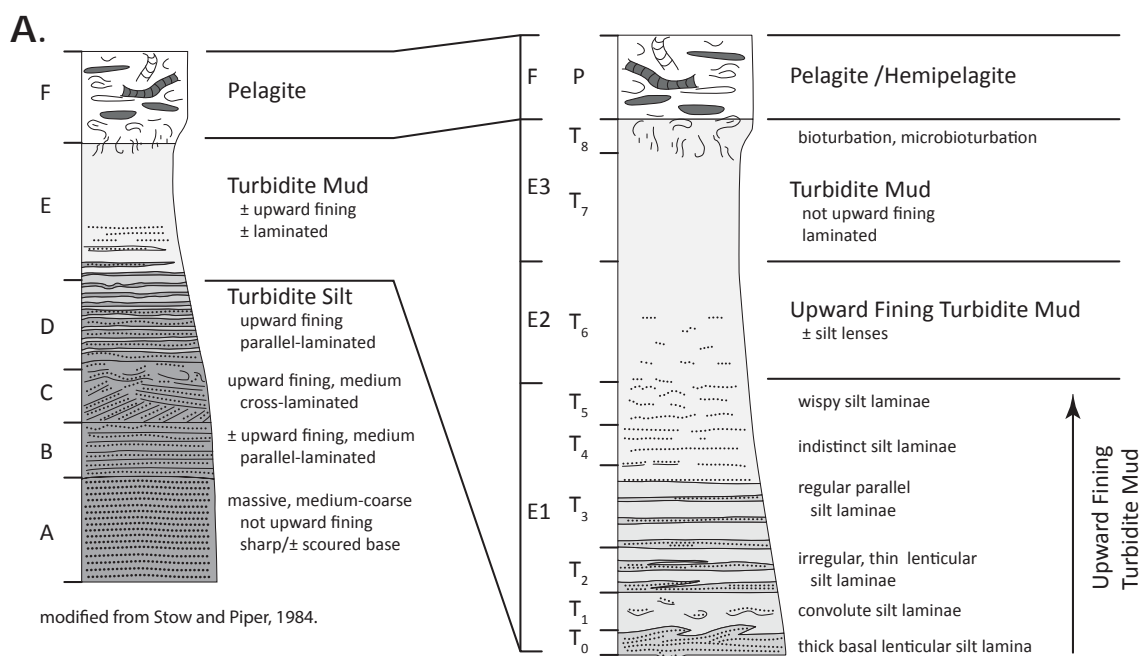 A.
F
Pelagite
E
Turbidite Mud
± upward fining
± laminated
D
Turbidite Silt
upward fining
parallel-laminated
C
upward fining, medium
cross-laminated
B
± upward fining, medium
parallel-laminated
A
massive, medium-coarse
not upward fining
sharp/± scoured base
modified from Stow and Piper, 1984.
F
P
Pelagite /Hemipelagite
E3
T8
bioturbation, microbioturbation
T7
Turbidite Mud
not upward fining
laminated
E2
T6
Upward Fining Turbidite Mud
± silt lenses
E1
T5
wispy silt laminae
T4
indistinct silt laminae
T3
regular parallel
silt laminae
T2
irregular, thin lenticular
silt laminae
T1
convolute silt laminae
T0
thick basal lenticular silt lamina
Upward Fining
Turbidite Mud